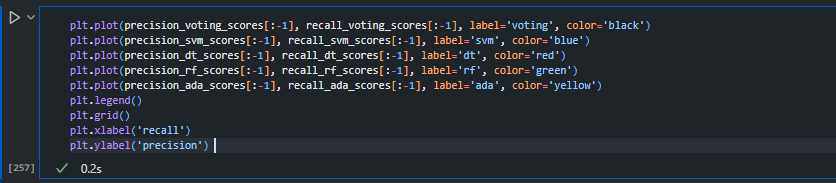 plt.plot(precision_voting_scores[:-1], recall_voting_scores[:-1], label='voting', color='black')
plt.plot(precision_svm_scores[:-1], recall_svm_scores[:-1], label='svm', color='blue')
plt.plot(precision_dt_scores[:-1], recall_dt_scores[:-1], label='dt', color='red')
plt.plot(precision_rf_scores[:-1], recall_rf_scores[:-1], label='rf', color='green')
plt.plot(precision_ada_scores[:-1], recall_ada_scores[:-1], label='ada', color='yellow')
plt.legend()
plt.grid()
plt.xlabel('recall')
plt.ylabel('precision')
[257] 0.2s